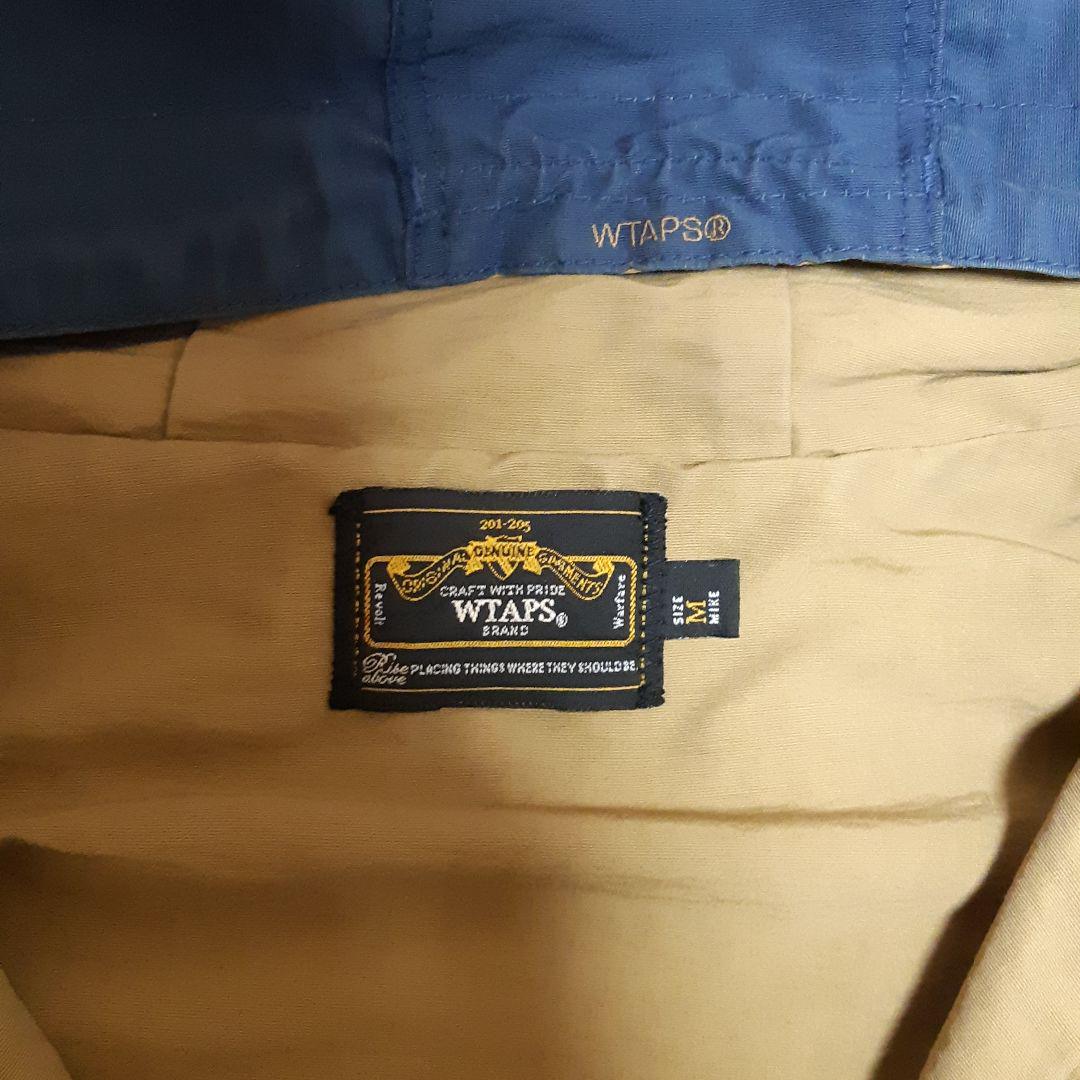 WTAPS®
201-205
ORIGINAL GENUINE GARMENTS
CRAFT WITH PRIDE
Revolt
WTAPS®
Warfare
BRAND
Rise above
PLACING THINGS WHERE THEY SHOULD BE.
SIZE
M
MIKE